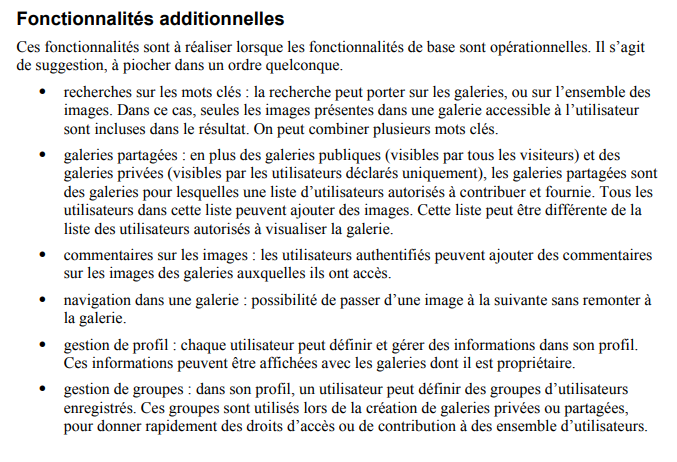 Fonctionnalités additionnelles
Ces fonctionnalités sont à réaliser lorsque les fonctionnalités de base sont opérationnelles. Il s’agit
de suggestion, à piocher dans un ordre quelconque.
• recherches sur les mots clés : la recherche peut porter sur les galeries, ou sur l’ensemble des
images. Dans ce cas, seules les images présentes dans une galerie accessible à l’utilisateur
sont incluses dans le résultat. On peut combiner plusieurs mots clés.
• galeries partagées : en plus des galeries publiques (visibles par tous les visiteurs) et des
galeries privées (visibles par les utilisateurs déclarés uniquement), les galeries partagées sont
des galeries pour lesquelles une liste d’utilisateurs autorisés à contribuer et fournie. Tous les
utilisateurs dans cette liste peuvent ajouter des images. Cette liste peut être différente de la
liste des utilisateurs autorisés à visualiser la galerie.
• commentaires sur les images : les utilisateurs authentifiés peuvent ajouter des commentaires
sur les images des galeries auxquelles ils ont accès.
• navigation dans une galerie : possibilité de passer d’une image à la suivante sans remonter à
la galerie.
• gestion de profil : chaque utilisateur peut définir et gérer des informations dans son profil.
Ces informations peuvent être affichées avec les galeries dont il est propriétaire.
• gestion de groupes : dans son profil, un utilisateur peut définir des groupes d’utilisateurs
enregistrés. Ces groupes sont utilisés lors de la création de galeries privées ou partagées,
pour donner rapidement des droits d’accès ou de contribution à des ensemble d’utilisateurs.